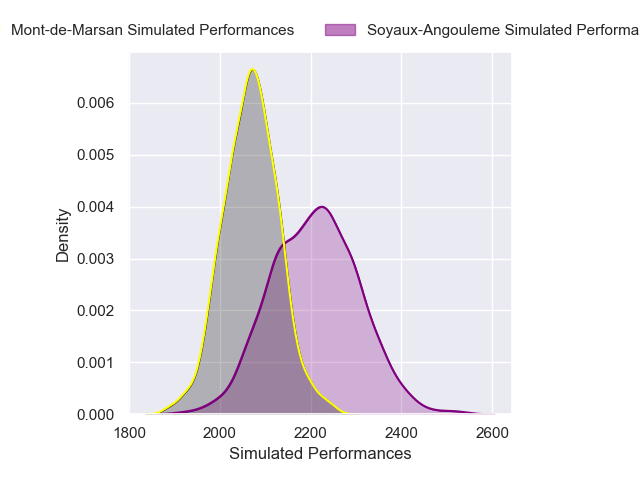 Mont-de-Marsan Simulated Performances
Soyaux-Angouleme Simulated Performa
0.006
0.005
0.004
0.003
0.002
0.001
0.000
Density
1800 2000 2200 2400 2600
Simulated Performances